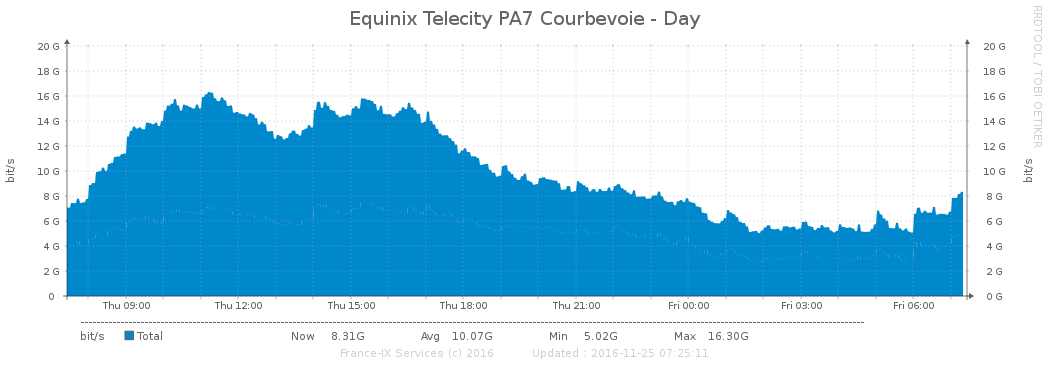 Equinix Telecity PA7 Courbevoie - Day
RRDTOOL / TOBI OETIKER
bit/s
20 G 20 G
18 G 18 G
16 G 16 G
14 G 14 G
12 G 12 G
10 G 10 G
8 G 8 G
6 G 6 G
4 G 4 G
2 G 2 G
0 0 G
bit/s
Thu 09:00 Thu 12:00 Thu 15:00 Thu 18:00 Thu 21:00 Fri 00:00 Fri 03:00 Fri 06:00
bit/s Total Now 8.31G Avg 10.07G Min 5.02G Max 16.30G
France-IX Services (c) 2016 Updated : 2016-11-25 07:25:11